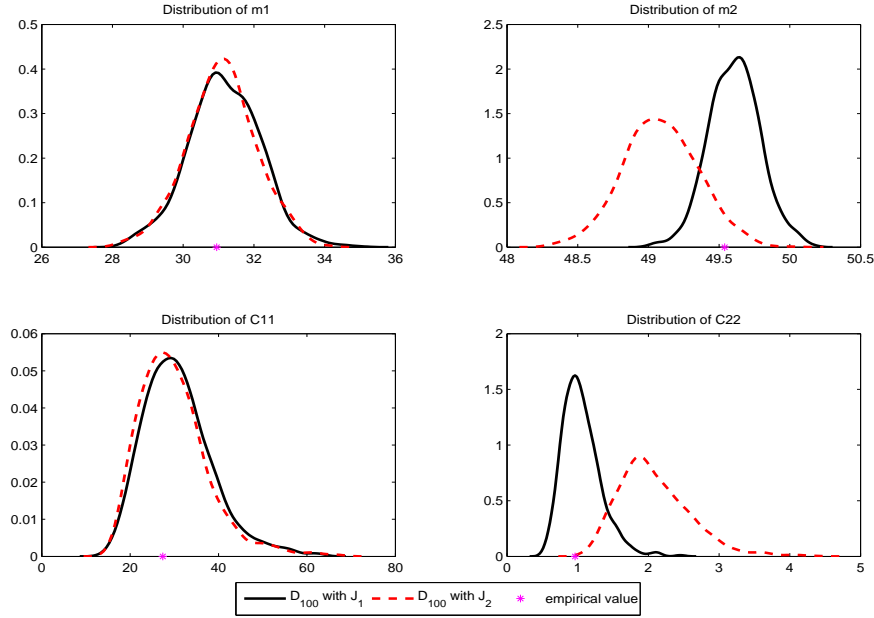 Distribution of m1
0.5
0.4
0.3
0.2
0.1
0
26 28 30 32 34 36
Distribution of m2
2.5
2
1.5
1
0.5
0
48 48.5 49 49.5 50 50.5
Distribution of C11
0.06
0.05
0.04
0.03
0.02
0.01
0
0 20 40 60 80
Distribution of C22
2
1.5
1
0.5
0
0 1 2 3 4 5
D_100 with J_1 D_100 with J_2 empirical value